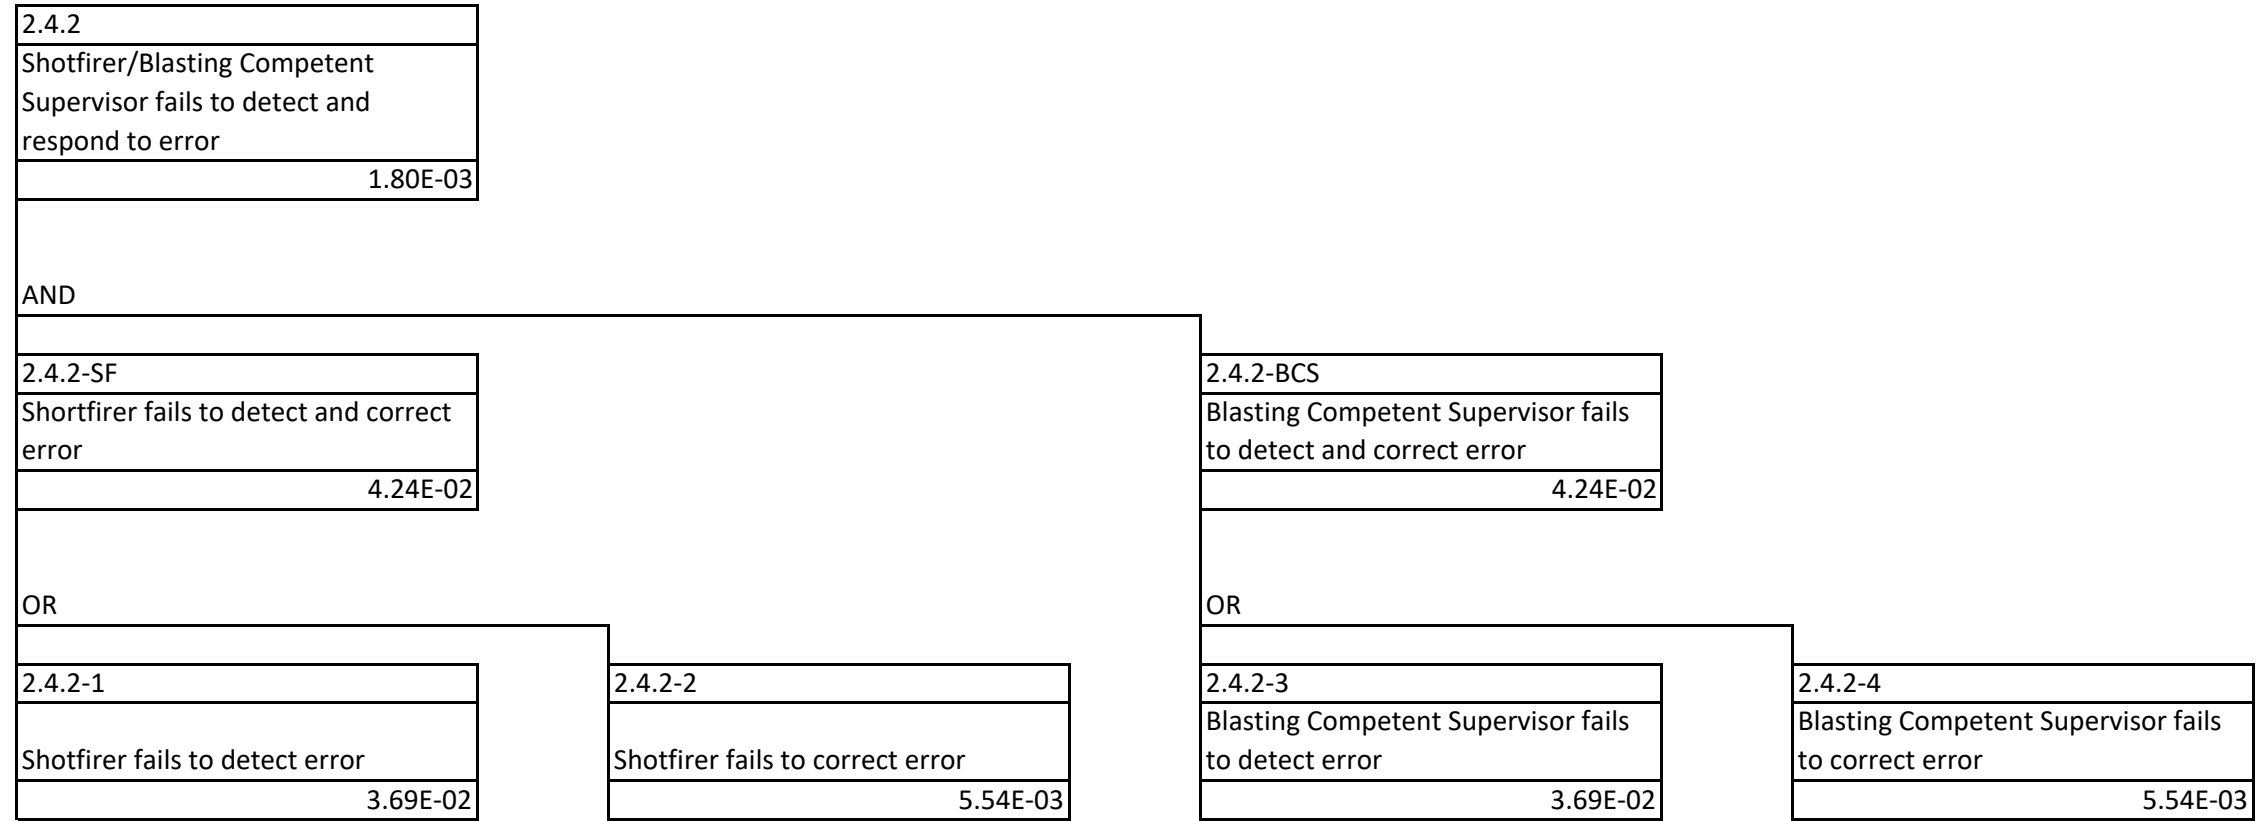 2.4.2
Shotfirer/Blasting Competent
Supervisor fails to detect and
respond to error
1.80E-03
AND
2.4.2-SF
Shortfirer fails to detect and correct
error
4.24E-02
2.4.2-BCS
Blasting Competent Supervisor fails
to detect and correct error
4.24E-02
OR
OR
2.4.2-1
Shotfirer fails to detect error
3.69E-02
2.4.2-2
Shotfirer fails to correct error
5.54E-03
2.4.2-3
Blasting Competent Supervisor fails
to detect error
3.69E-02
2.4.2-4
Blasting Competent Supervisor fails
to correct error
5.54E-03